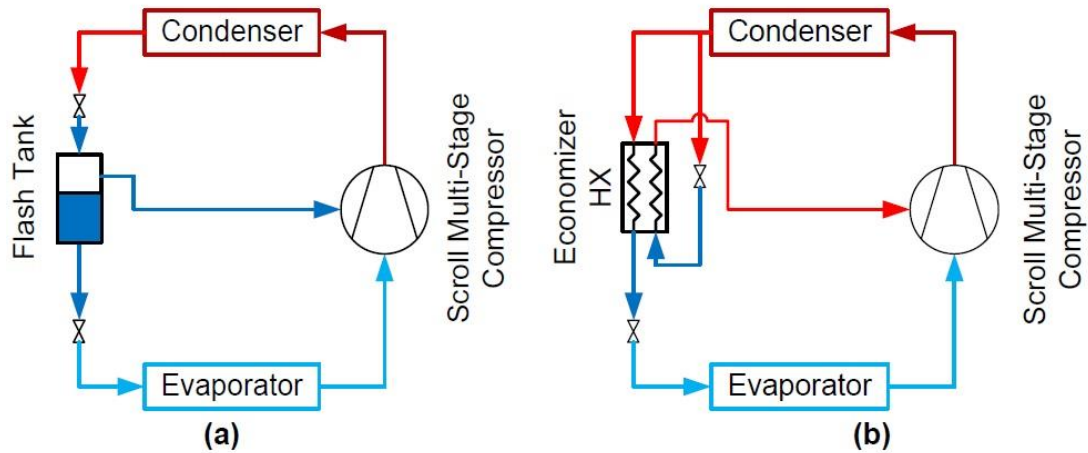 Condenser
Flash Tank
Scroll Multi-Stage
Compressor
Evaporator
(a)
Condenser
Economizer
HX
Scroll Multi-Stage
Compressor
Evaporator
(b)